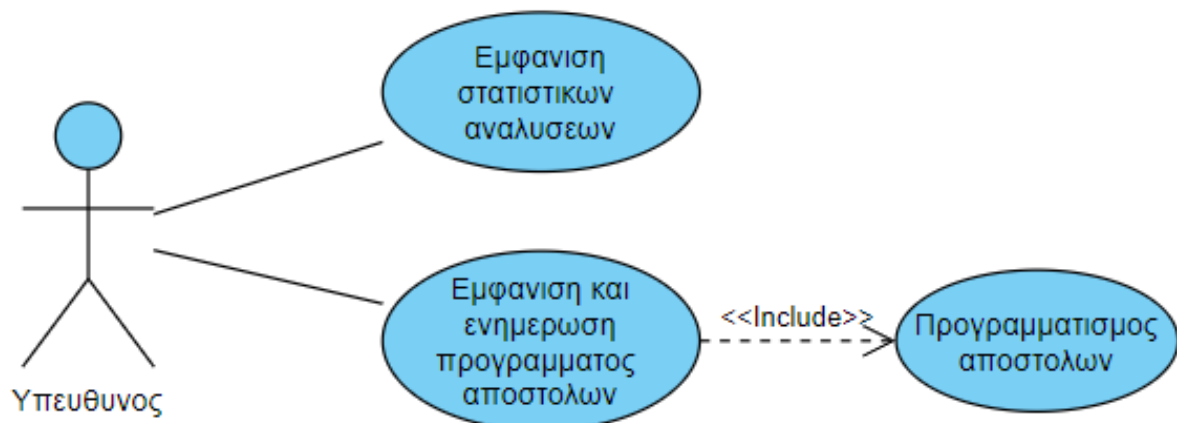 Εμφανιση
στατιστικων
αναλυσεων
Εμφανιση και
ενημερωση
προγραμματος
αποστολων
<<Include>>
Προγραμματισμος
αποστολων
Υπευθυνος